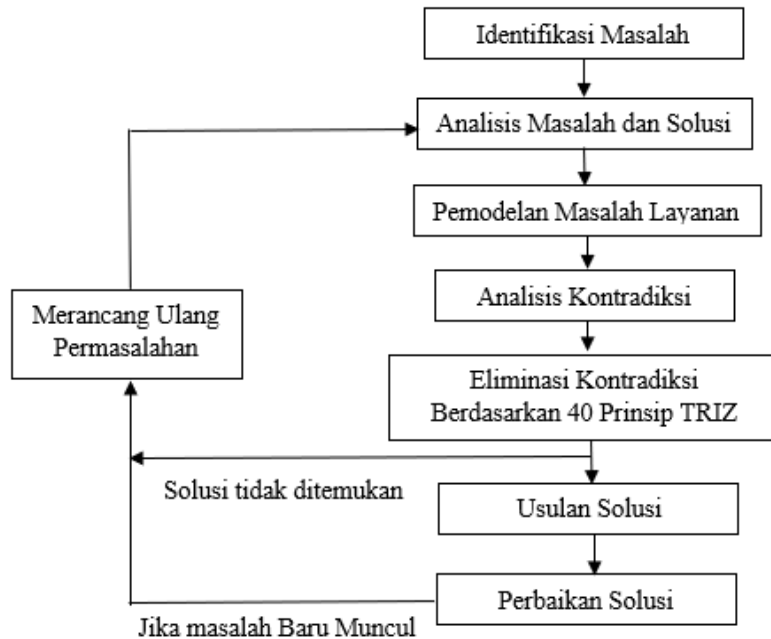 Identifikasi Masalah
Analisis Masalah dan Solusi
Pemodelan Masalah Layanan
Analisis Kontradiksi
Merancang Ulang
Permasalahan
Eliminasi Kontradiksi
Berdasarkan 40 Prinsip TRIZ
Solusi tidak ditemukan
Usulan Solusi
Perbaikan Solusi
Jika masalah Baru Muncul